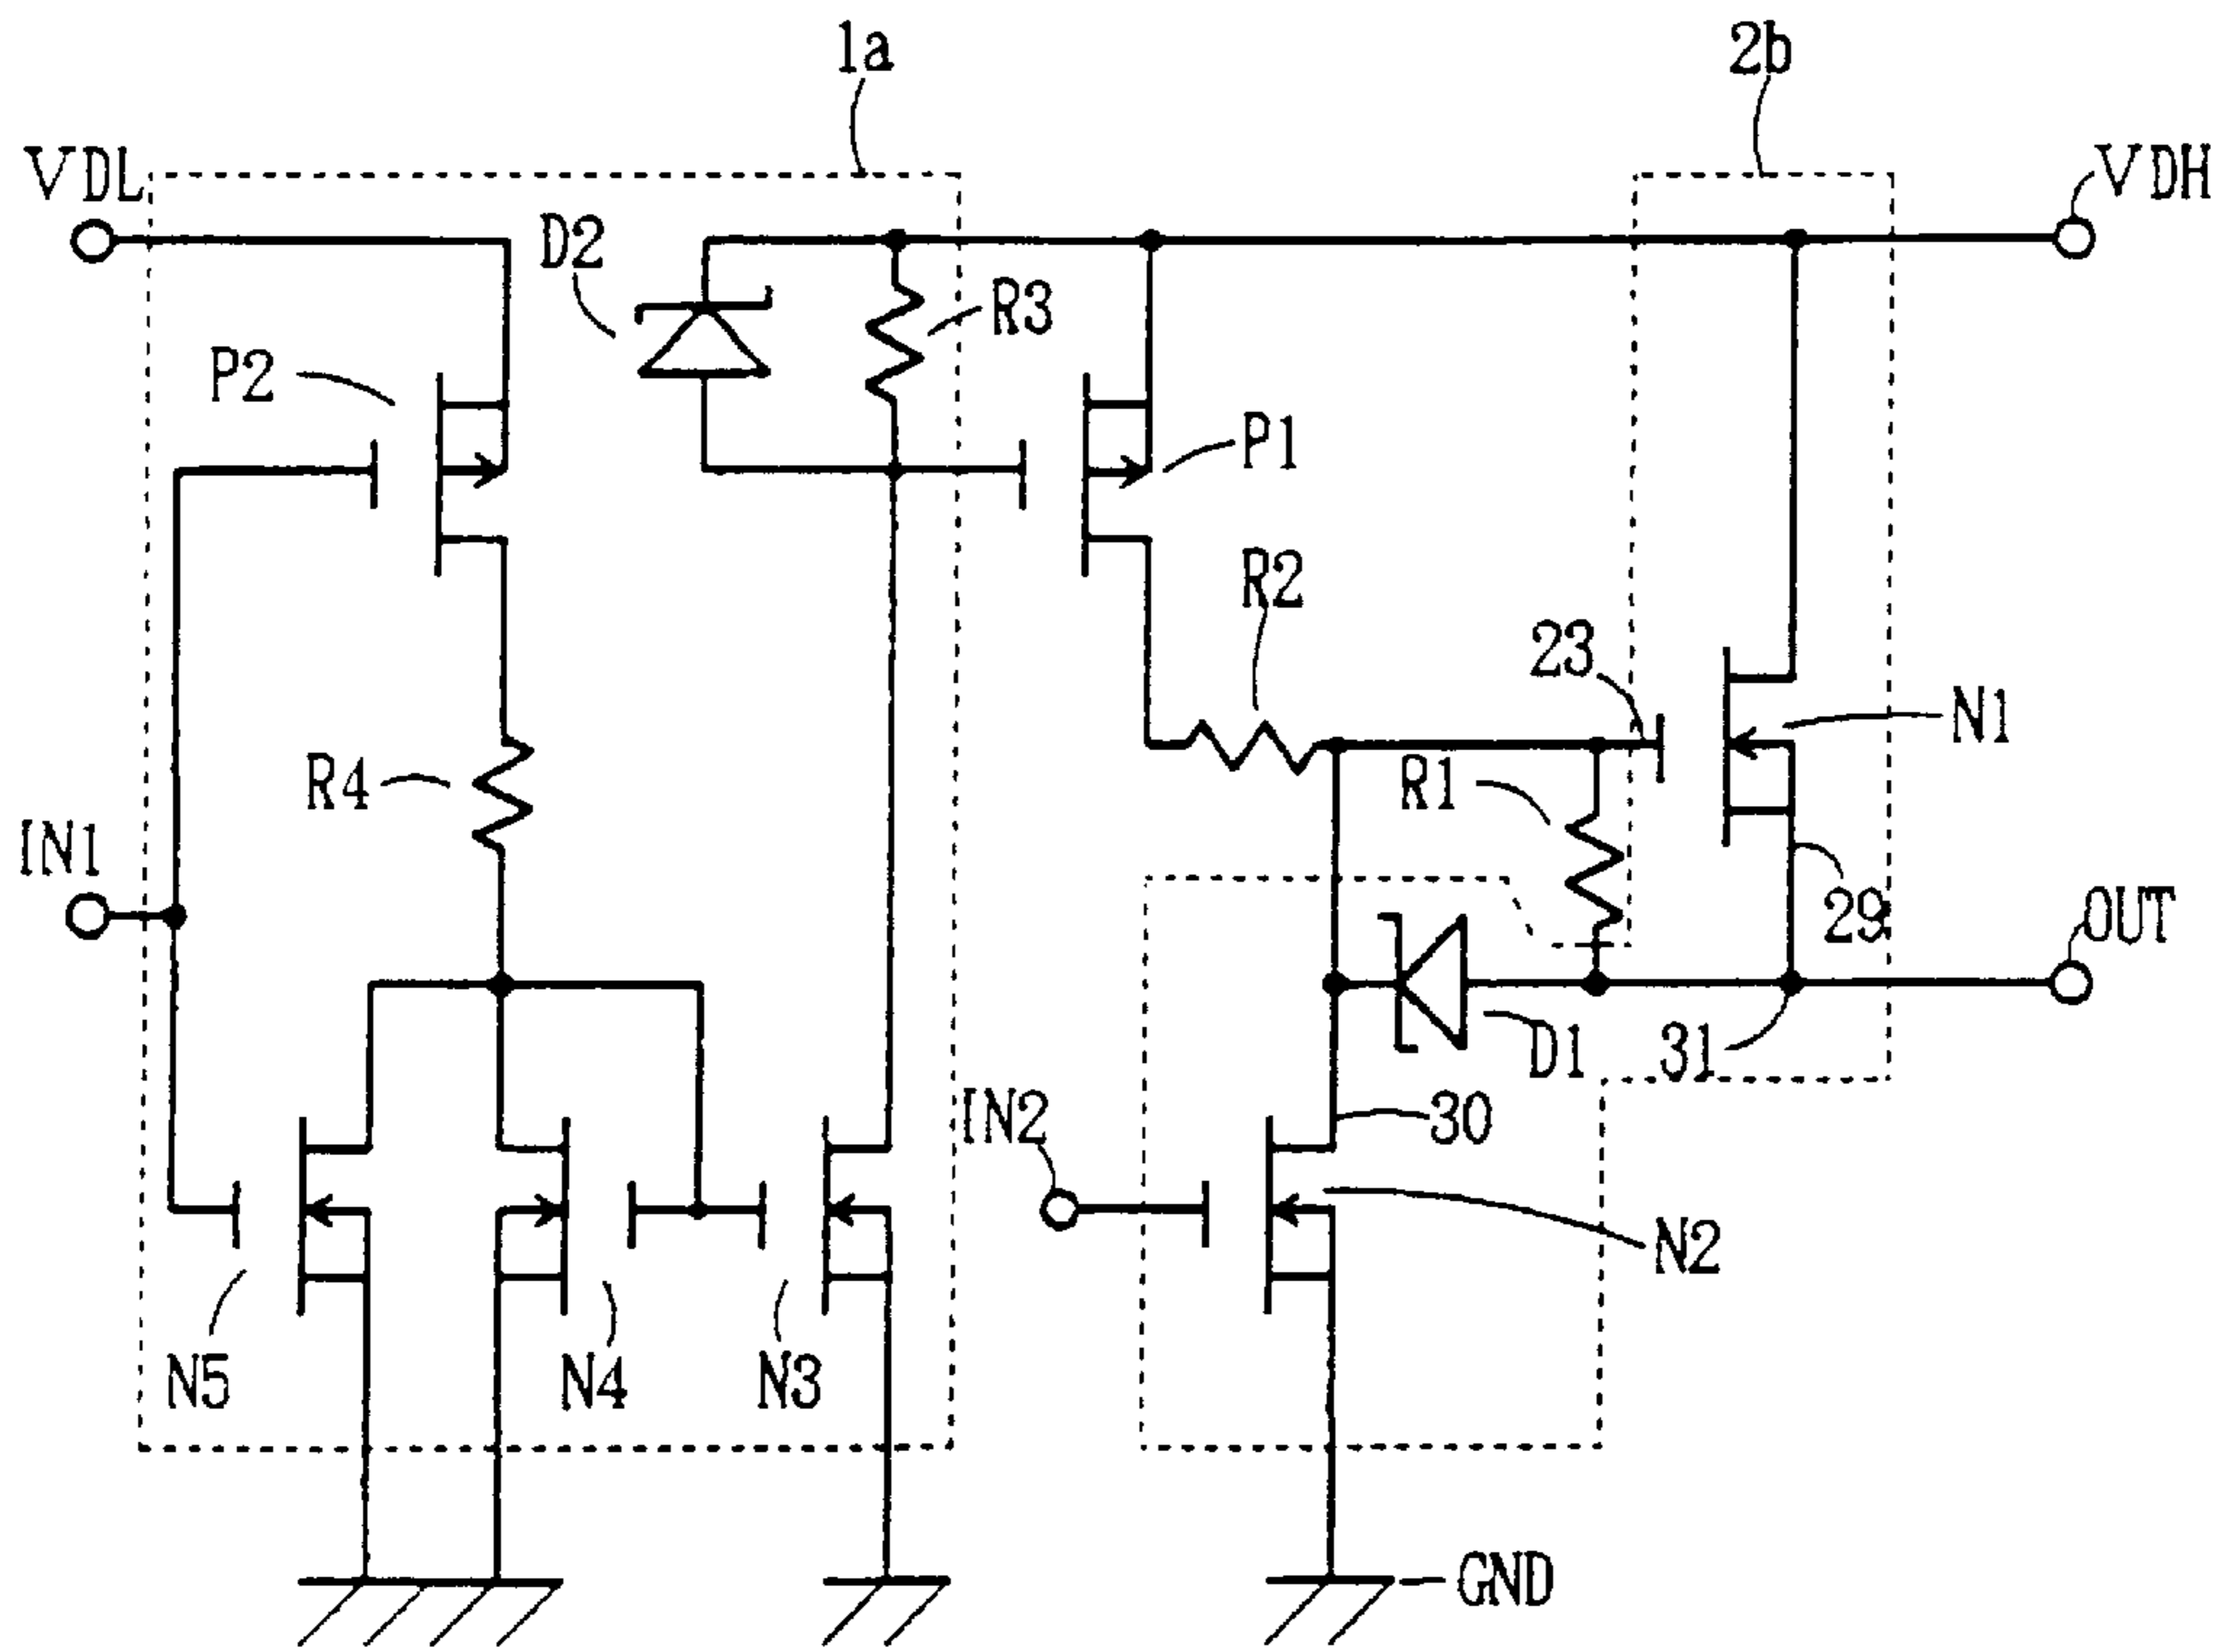 1a
2b
VDL
VDH
D2
R3
P2
P1
R2
23
N1
R4
R1
IN1
29
OUT
D1
31
IN2
30
N2
N5
N4
N3
GND